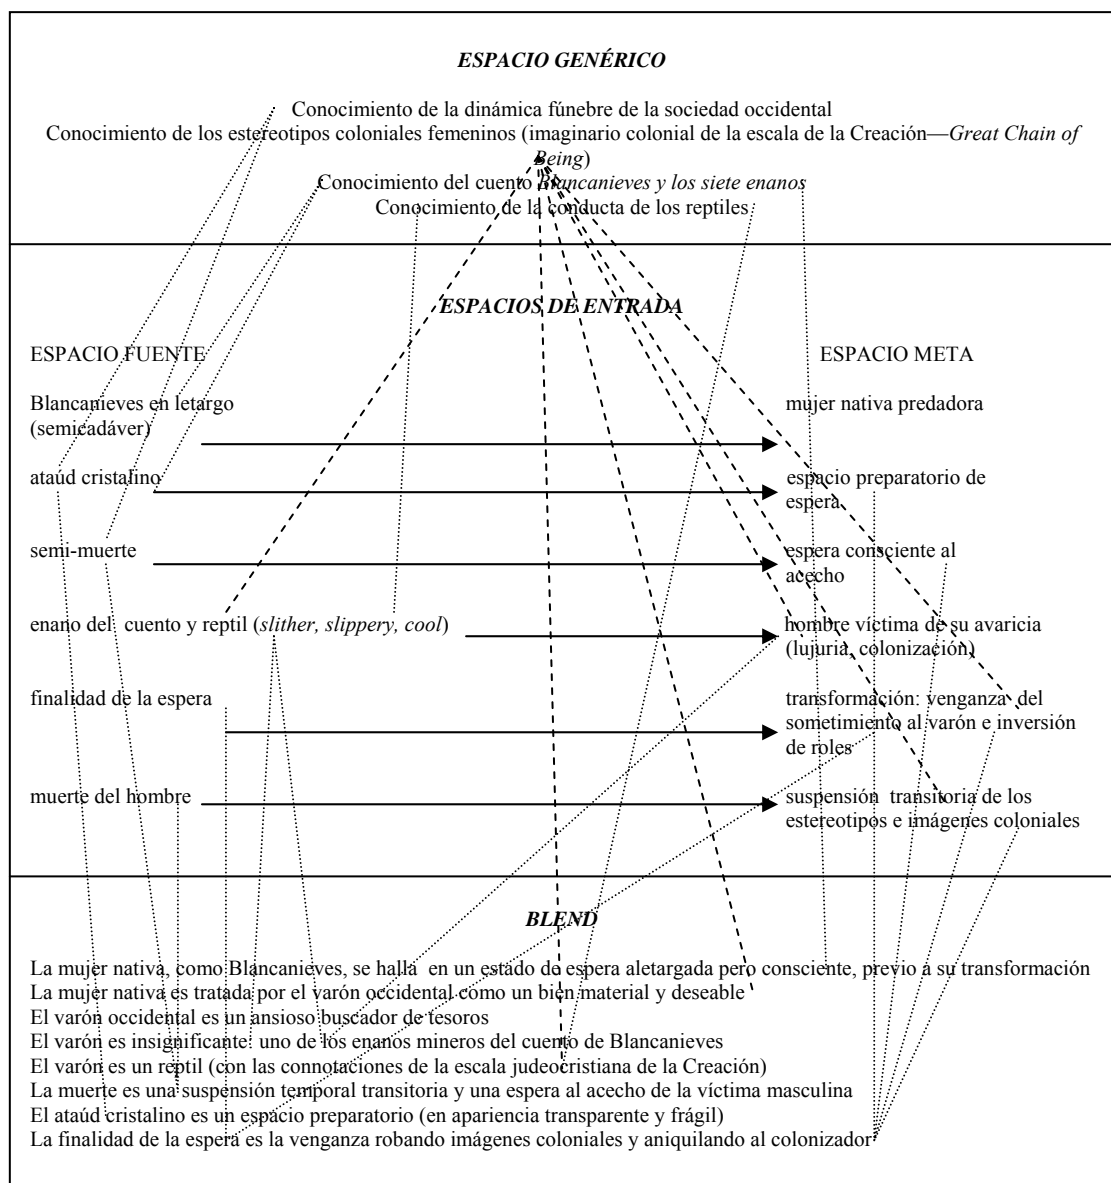 ESPACIO GENÉRICO
Conocimiento de la dinámica fúnebre de la sociedad occidental
Conocimiento de los estereotipos coloniales femeninos (imaginario colonial de la escala de la Creación—Great Chain of
Being)
Conocimiento del cuento Blancanieves y los siete enanos
Conocimiento de la conducta de los reptiles
ESPACIOS DE ENTRADA
ESPACIO FUENTE
ESPACIO META
Blancanieves en letargo
(semicadáver)
mujer nativa predadora
ataúd cristalino
espacio preparatorio de
espera
semi-muerte
espera consciente al
acecho
enano del cuento y reptil (slither, slippery, cool)
hombre víctima de su avaricia
(lujuria, colonización)
finalidad de la espera
transformación: venganza del
sometimiento al varón e inversión
de roles
muerte del hombre
suspensión transitoria de los
estereotipos e imágenes coloniales
BLEND
La mujer nativa, como Blancanieves, se halla en un estado de espera aletargada pero consciente, previo a su transformación
La mujer nativa es tratada por el varón occidental como un bien material y deseable
El varón occidental es un ansioso buscador de tesoros
El varón es insignificante: uno de los enanos mineros del cuento de Blancanieves
El varón es un reptil (con las connotaciones de la escala judeocristiana de la Creación)
La muerte es una suspensión temporal transitoria y una espera al acecho de la víctima masculina
El ataúd cristalino es un espacio preparatorio (en apariencia transparente y frágil)
La finalidad de la espera es la venganza robando imágenes coloniales y aniquilando al colonizador